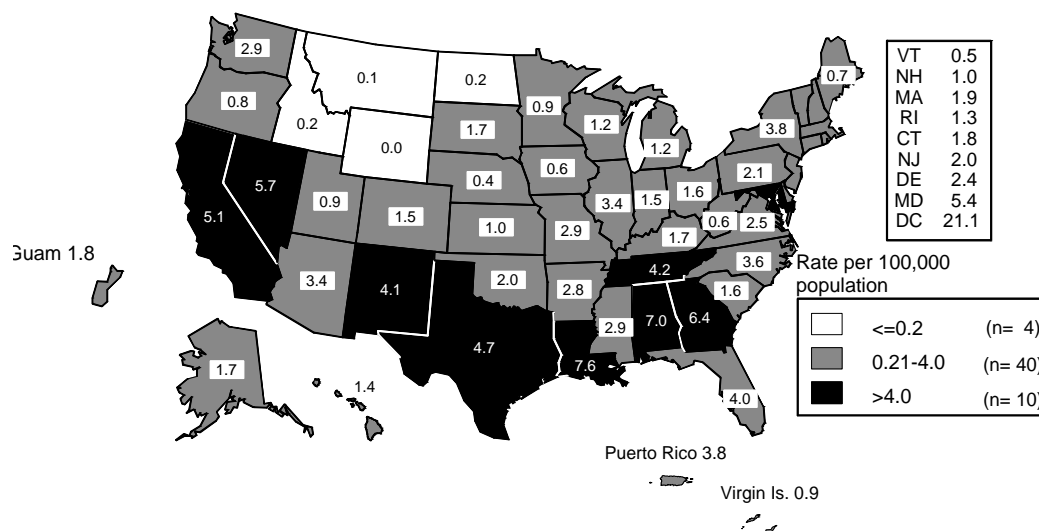 2.9
0.1
0.2
0.7
VT 0.5
NH 1.0
MA 1.9
RI 1.3
CT 1.8
NJ 2.0
DE 2.4
MD 5.4
DC 21.1
0.8
0.2
0.0
1.7
0.9
1.2
1.2
3.8
5.1
5.7
0.9
1.5
0.4
1.0
0.6
2.9
3.4
1.5
1.6
2.1
1.7
0.6
2.5
Guam 1.8
3.4
4.1
2.0
2.8
4.2
3.6
1.6
4.7
7.6
2.9
7.0
6.4
4.0
Rate per 100,000
population
<=0.2 (n= 4)
0.21-4.0 (n= 40)
>4.0 (n= 10)
1.7
1.4
Puerto Rico 3.8
Virgin Is. 0.9